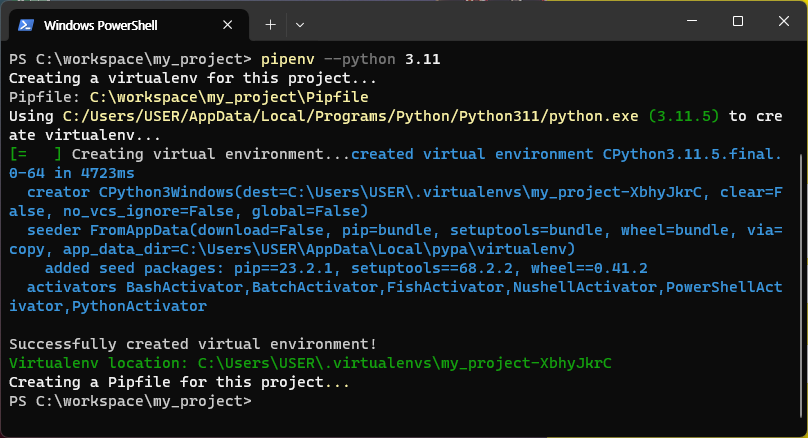 Windows PowerShell
PS C:\workspace\my_project> pipenv --python 3.11
Creating a virtualenv for this project...
Pipfile: C:\workspace\my_project\Pipfile
Using C:/Users/USER/AppData/Local/Programs/Python/Python311/python.exe (3.11.5) to cre
ate virtualenv...
[=   ] Creating virtual environment...created virtual environment CPython3.11.5.final.
0-64 in 4723ms
  creator CPython3Windows(dest=C:\Users\USER\.virtualenvs\my_project-XbhyJkrC, clear=F
alse, no_vcs_ignore=False, global=False)
  seeder FromAppData(download=False, pip=bundle, setuptools=bundle, wheel=bundle, via=
copy, app_data_dir=C:\Users\USER\AppData\Local\pypa\virtualenv)
    added seed packages: pip==23.2.1, setuptools==68.2.2, wheel==0.41.2
  activators BashActivator,BatchActivator,FishActivator,NushellActivator,PowerShellAct
ivator,PythonActivator
Successfully created virtual environment!
Virtualenv location: C:\Users\USER\.virtualenvs\my_project-XbhyJkrC
Creating a Pipfile for this project...
PS C:\workspace\my_project>